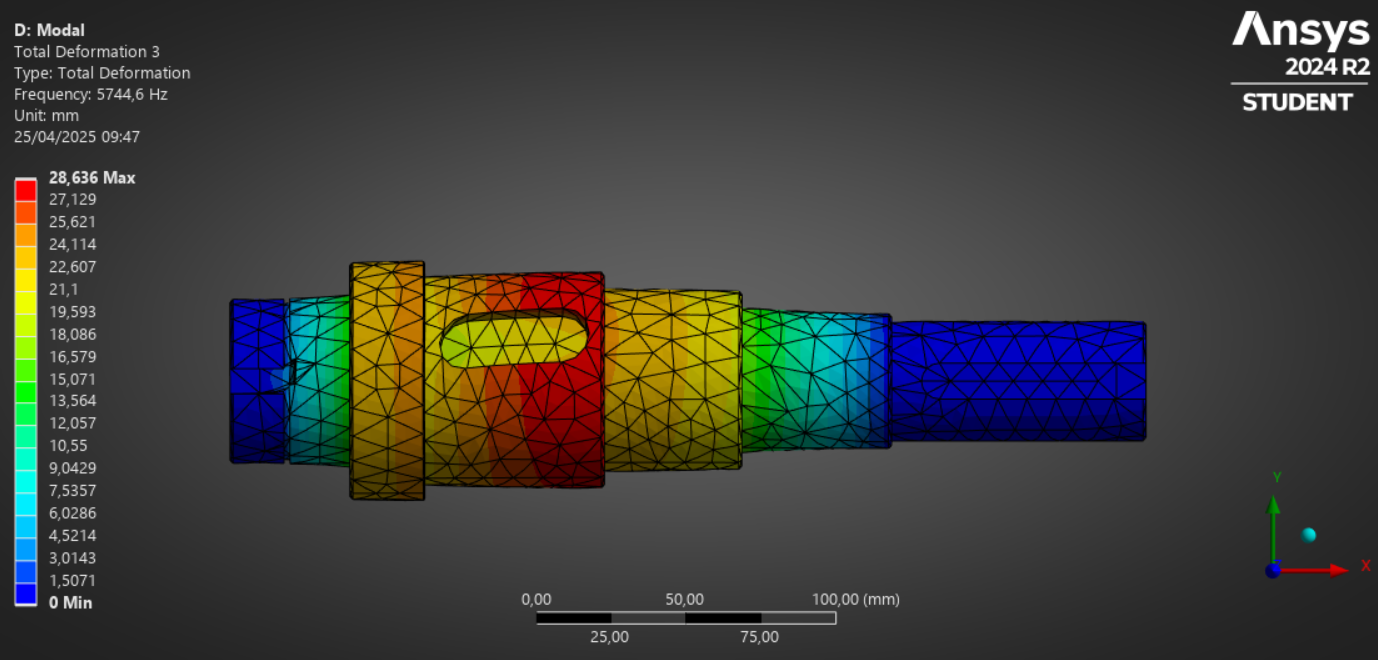 D: Modal
Total Deformation 3
Type: Total Deformation
Frequency: 5744,6 Hz
Unit: mm
25/04/2025 09:47
28,636 Max
27,129
25,621
24,114
22,607
21,1
19,593
18,086
16,579
15,071
13,564
12,057
10,55
9,0429
7,5357
6,0286
4,5214
3,0143
1,5071
0 Min
Ansys
2024 R2
STUDENT
Y
X
0,00 50,00 100,00 (mm)
25,00 75,00